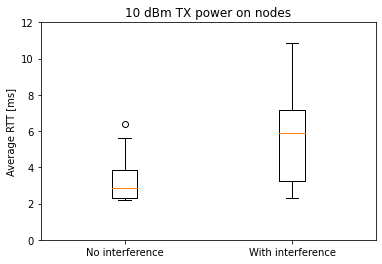 10 dBm TX power on nodes
12
10
8
6
4
2
0
Average RTT [ms]
No interference
With interference